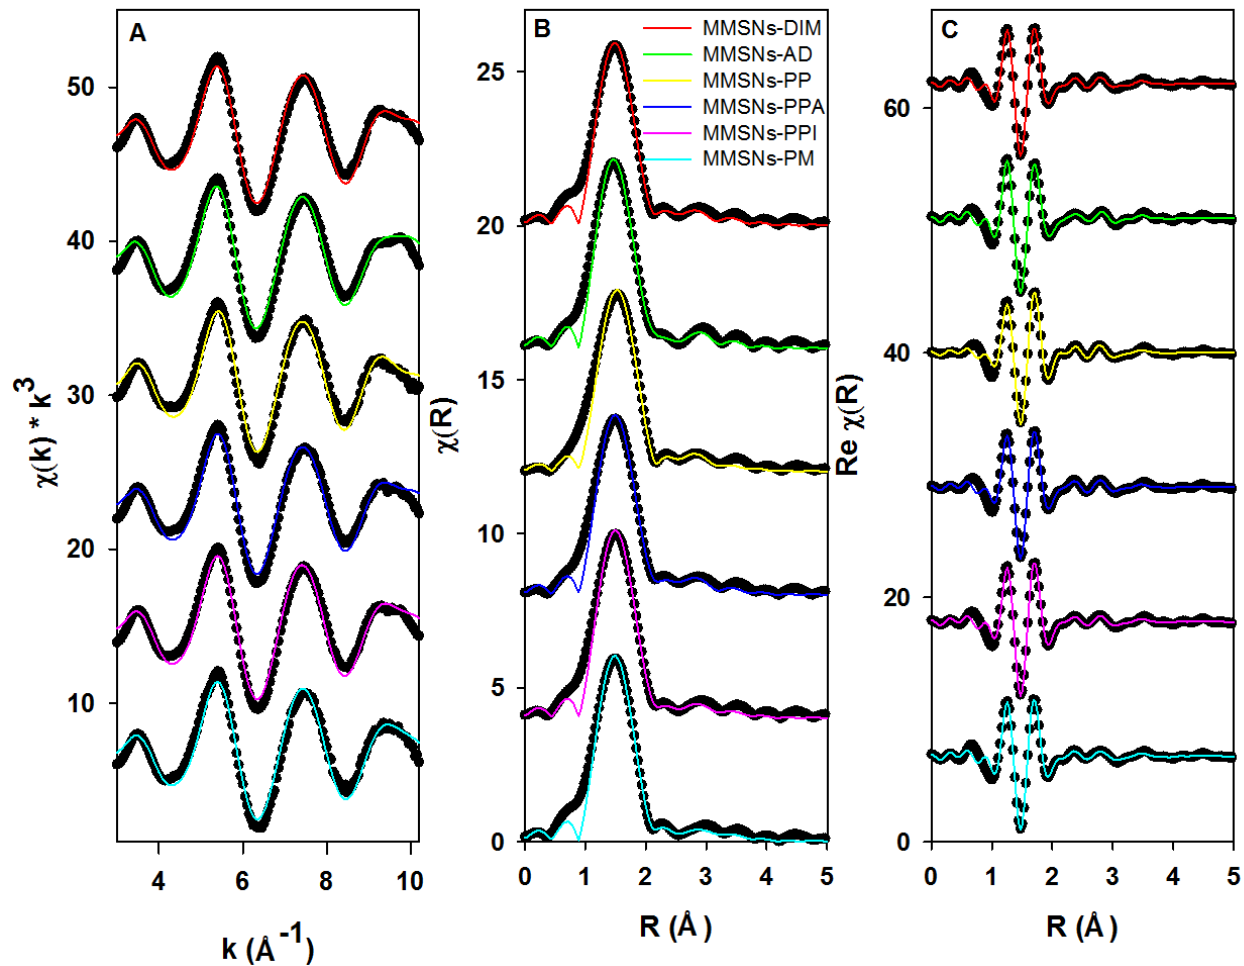 A
B
C
MMSNs-DIM
MMSNs-AD
MMSNs-PP
MMSNs-PPA
MMSNs-PPI
MMSNs-PM
χ(k) * k³
50
40
30
20
10
4
6
8
10
k (Å⁻¹)
χ(R)
25
20
15
10
5
0
0
1
2
3
4
5
R (Å)
Re χ(R)
60
40
20
0
0
1
2
3
4
5
R (Å)